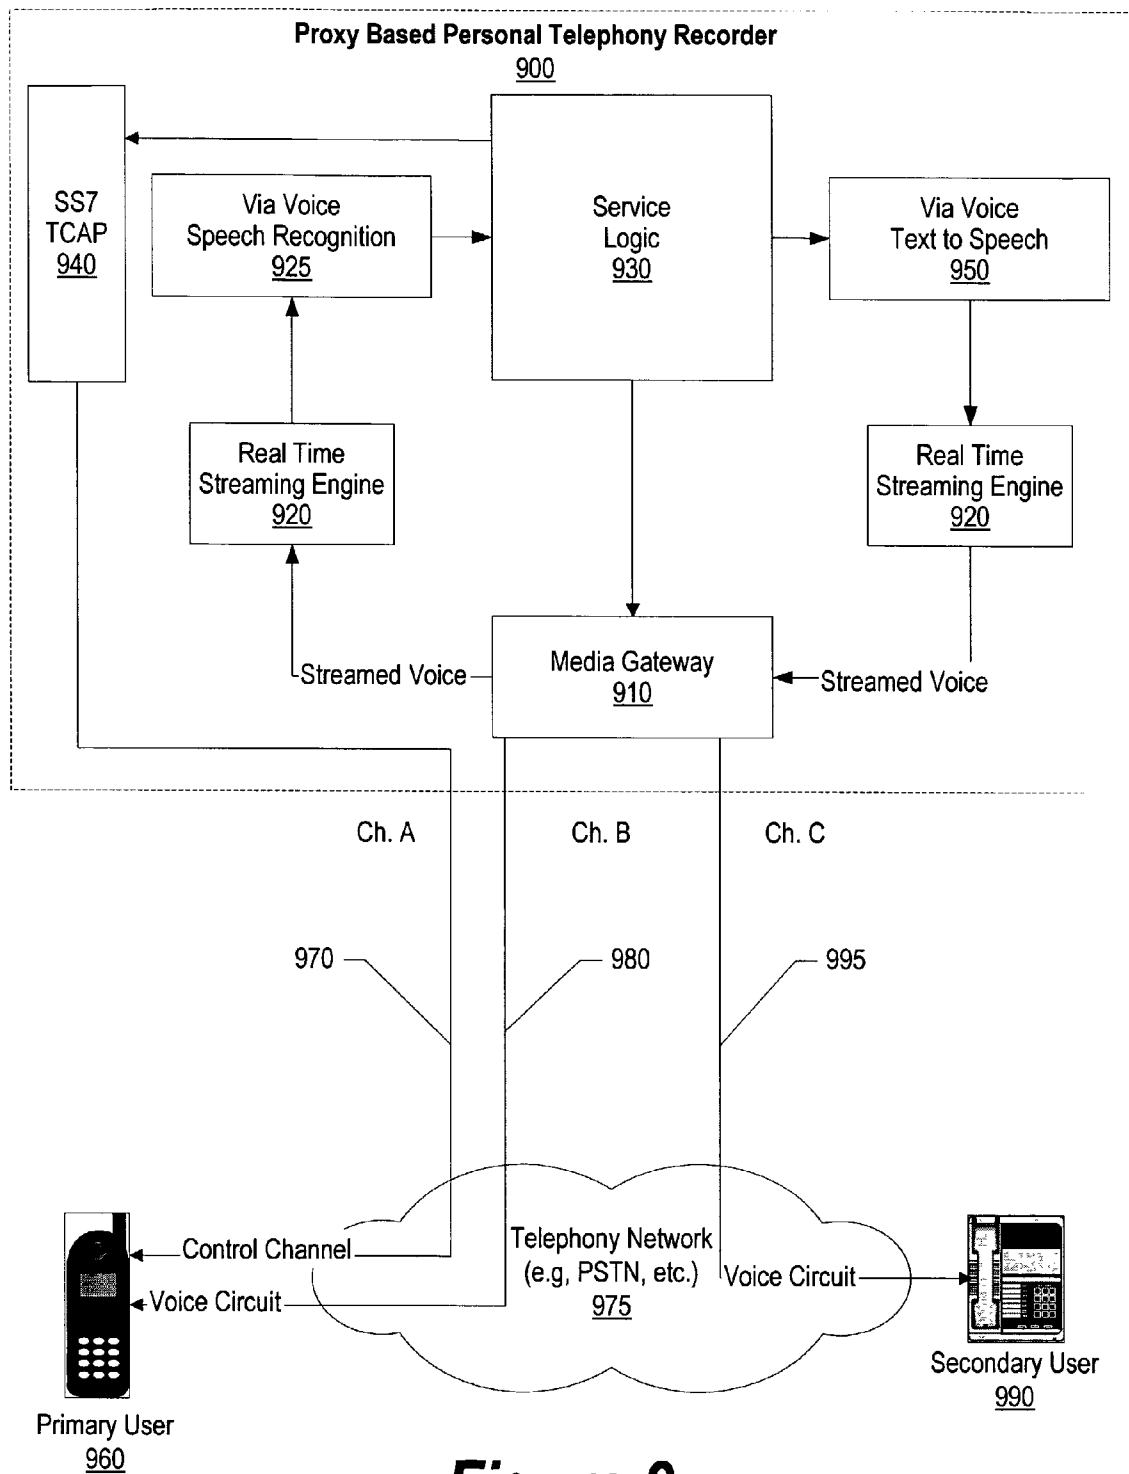 Proxy Based Personal Telephony Recorder
900
SS7
TCAP
940
Via Voice
Speech Recognition
925
Service
Logic
930
Via Voice
Text to Speech
950
Real Time
Streaming Engine
920
Real Time
Streaming Engine
920
Streamed Voice
Media Gateway
910
Streamed Voice
Ch. A
Ch. B
Ch. C
970
980
995
Control Channel
Voice Circuit
Telephony Network
(e.g, PSTN, etc.)
975
Voice Circuit
Primary User
960
Secondary User
990